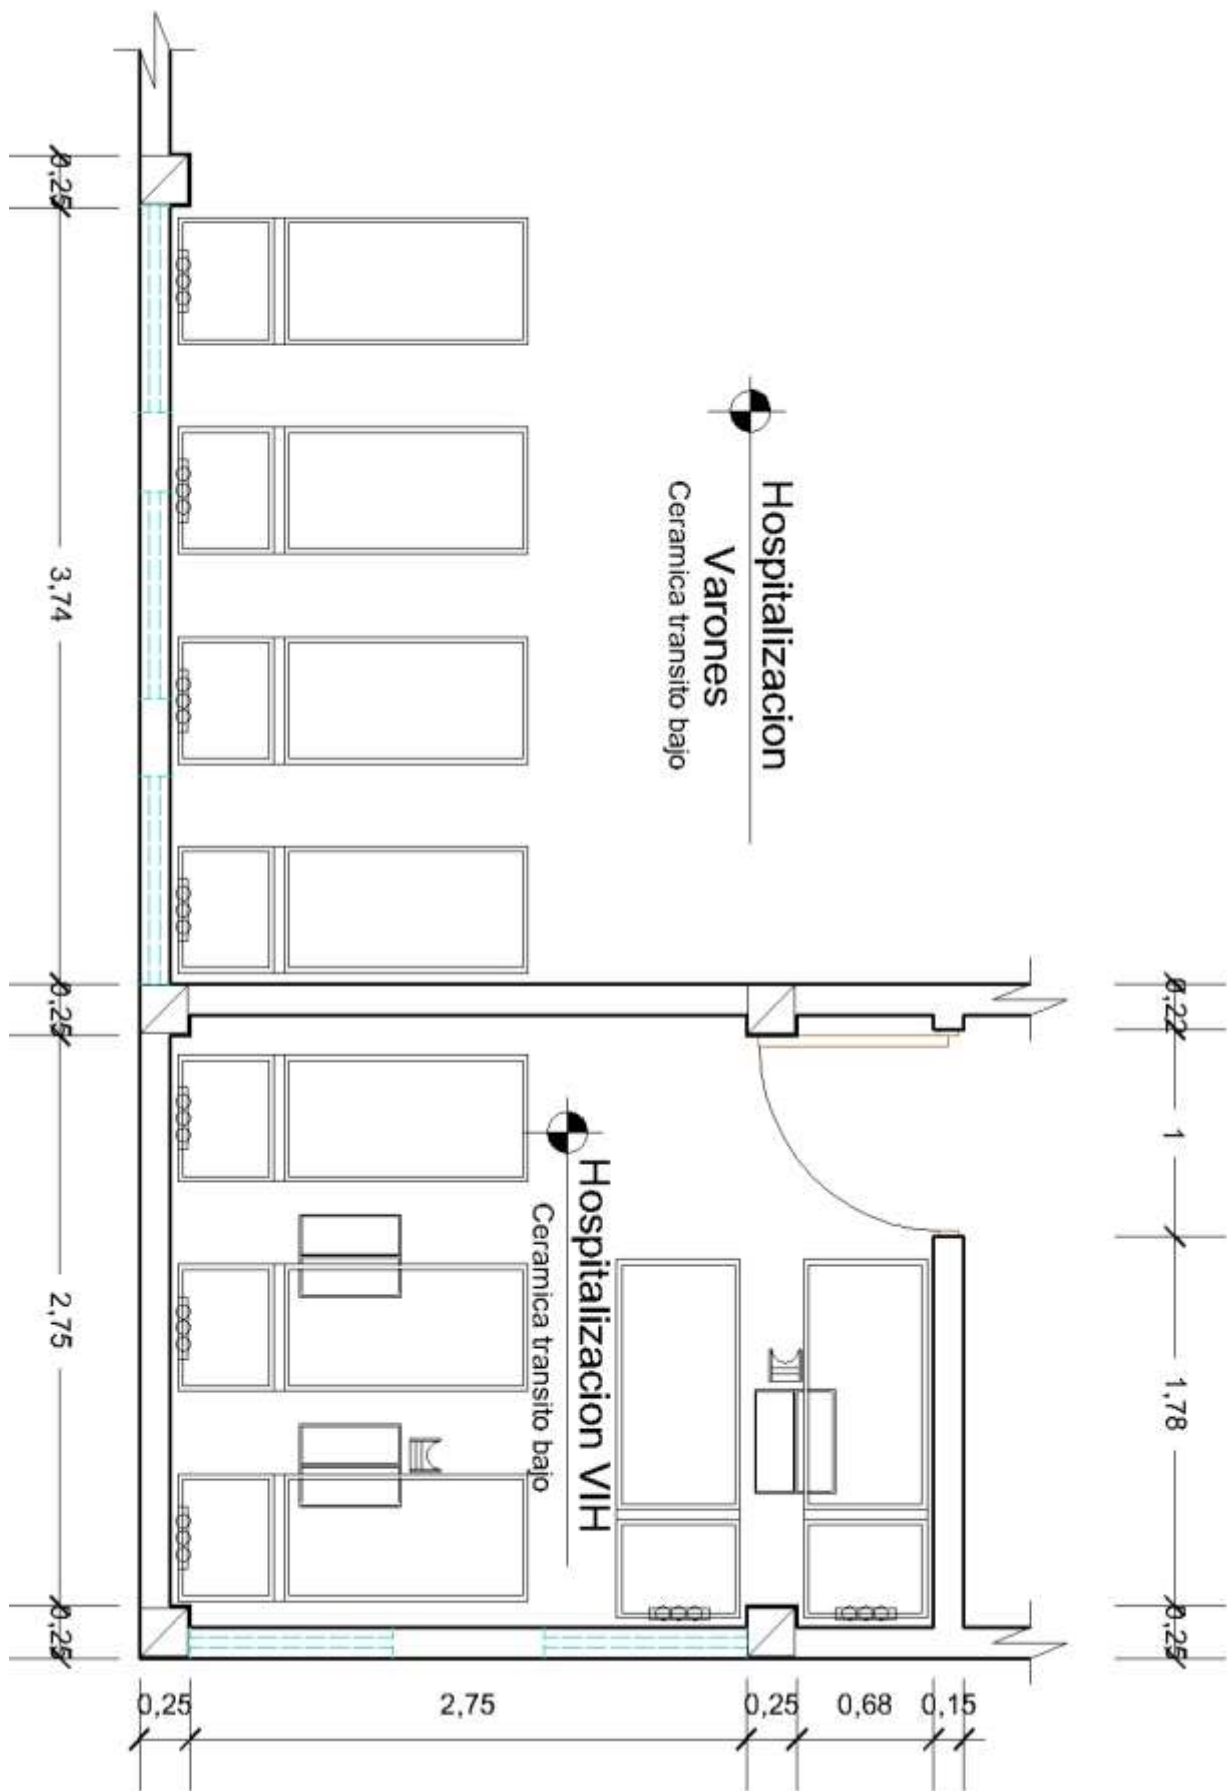 Hospitalizacion
Varones
Ceramica transito bajo
Hospitalizacion VIH
Ceramica transito bajo
0,25
3,74
0,25
2,75
0,25
0,22
1
1,78
0,25
0,25
2,75
0,25
0,68
0,15